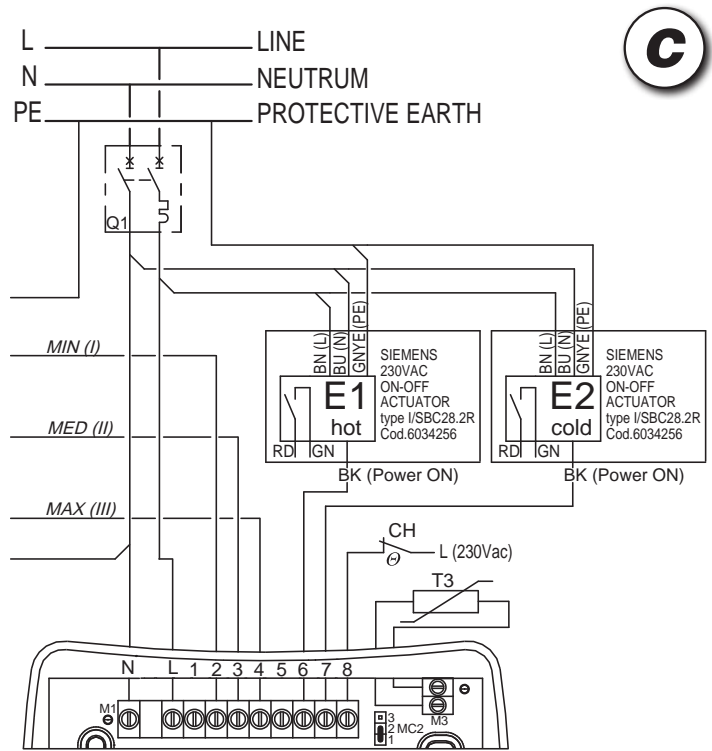 C
L LINE
N NEUTRUM
PE PROTECTIVE EARTH
Q1
MIN (I)
MED (II)
MAX (III)
BN (L)
BU (N)
GNYE (PE)
E1
hot
RD GN
SIEMENS
230VAC
ON-OFF
ACTUATOR
type I/SBC28.2R
Cod.6034256
BK (Power ON)
BN (L)
BU (N)
GNYE (PE)
E2
cold
RD GN
SIEMENS
230VAC
ON-OFF
ACTUATOR
type I/SBC28.2R
Cod.6034256
BK (Power ON)
CH
Θ
L (230Vac)
T3
N L 1 2 3 4 5 6 7 8
M1
3
2
1
MC2
M3